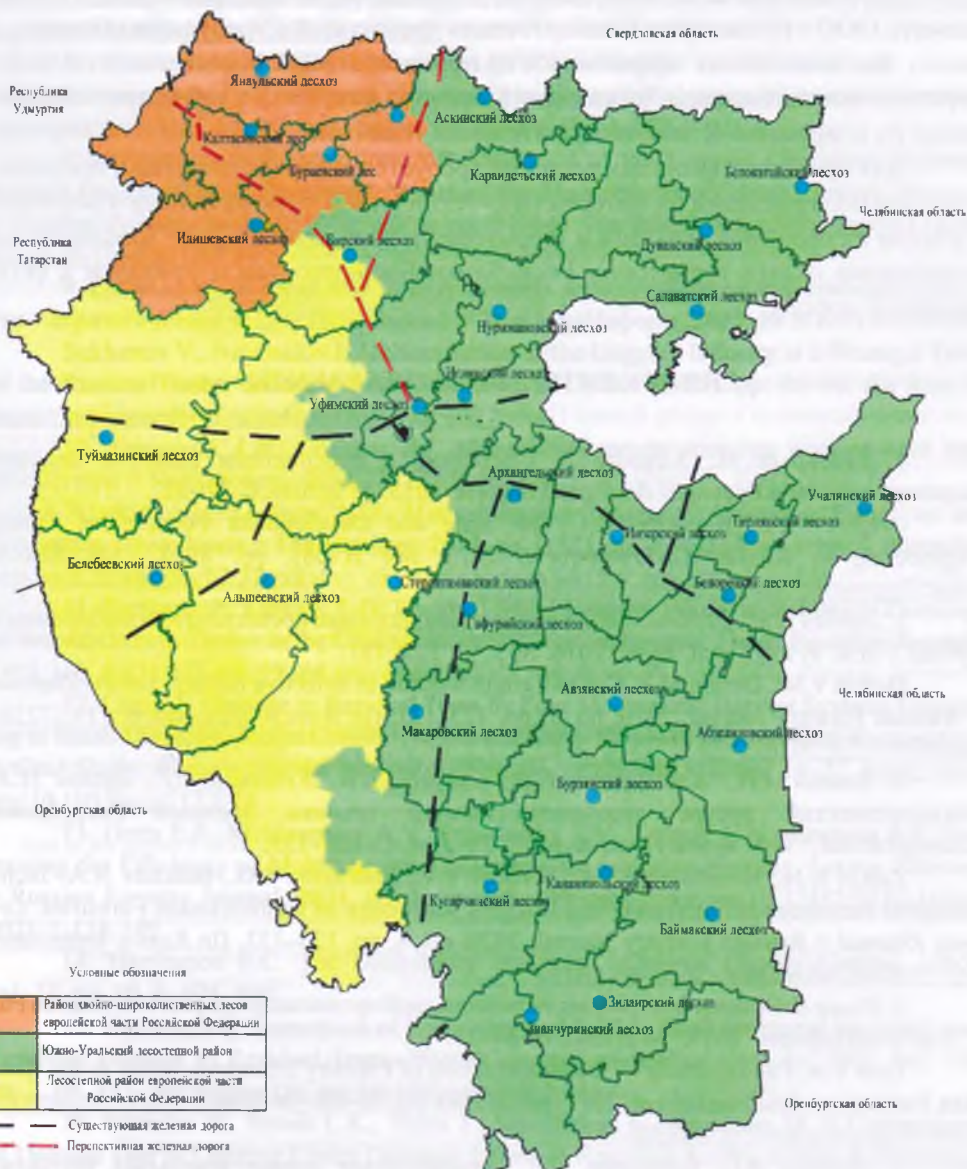 Свердловская область
Республика
Удмуртия
Янаульский лесхоз
Аскинский лесхоз
Калтасинский лес
Бураевский лес
Караидельский лесхоз
Белокатайский лесхоз
Челябинская область
Республика
Татарстан
Илишевский лесхоз
Бирский лесхоз
Дуванский лесхоз
Салаватский лесхоз
Нуримановский лесхоз
лесхоз
Уфимский лесхоз
Туймазинский лесхоз
Архангельский лесхоз
Учалинский лесхоз
Инзерский лесхоз
Тирлянский лесхоз
Белебеевский лесхоз
Альшеевский лесхоз
Стерлитамакский лесхоз
Белорецкий лесхоз
Гафурийский лесхоз
Авзянский лесхоз
Челябинская область
Макаровский лесхоз
Абзелиловский лесхоз
Бурзянский лесхоз
Оренбургская область
Кугарчинский лесхоз
Кананикольский лесхоз
Баймакский лесхоз
Зилаирский лесхоз
ианчуринский лесхоз
Оренбургская область
Условные обозначения
Район хвойно-широколиственных лесов
европейской части Российской Федерации
Южно-Уральский лесостепной район
Лесостепной район европейской части
Российской Федерации
Существующая железная дорога
Перспективная железная дорога